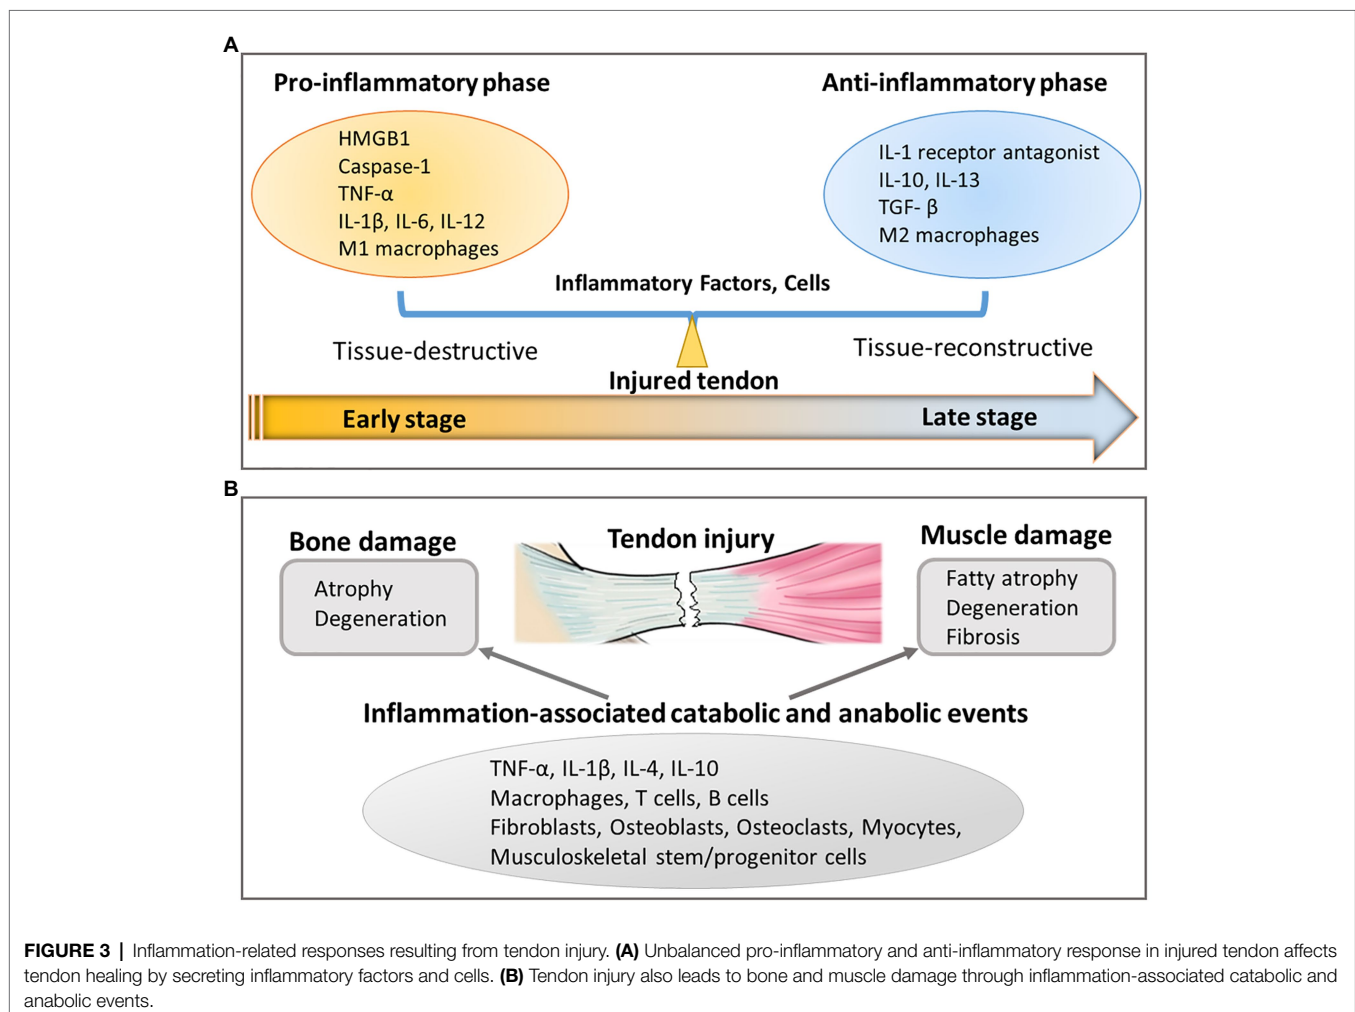 A
Pro-inflammatory phase
HMGB1
Caspase-1
TNF-α
IL-1β, IL-6, IL-12
M1 macrophages
Anti-inflammatory phase
IL-1 receptor antagonist
IL-10, IL-13
TGF- β
M2 macrophages
Inflammatory Factors, Cells
Tissue-destructive
Tissue-reconstructive
Injured tendon
Early stage
Late stage
B
Bone damage
Atrophy
Degeneration
Tendon injury
Muscle damage
Fatty atrophy
Degeneration
Fibrosis
Inflammation-associated catabolic and anabolic events
TNF-α, IL-1β, IL-4, IL-10
Macrophages, T cells, B cells
Fibroblasts, Osteoblasts, Osteoclasts, Myocytes,
Musculoskeletal stem/progenitor cells
FIGURE 3 | Inflammation-related responses resulting from tendon injury. (A) Unbalanced pro-inflammatory and anti-inflammatory response in injured tendon affects
tendon healing by secreting inflammatory factors and cells. (B) Tendon injury also leads to bone and muscle damage through inflammation-associated catabolic and
anabolic events.